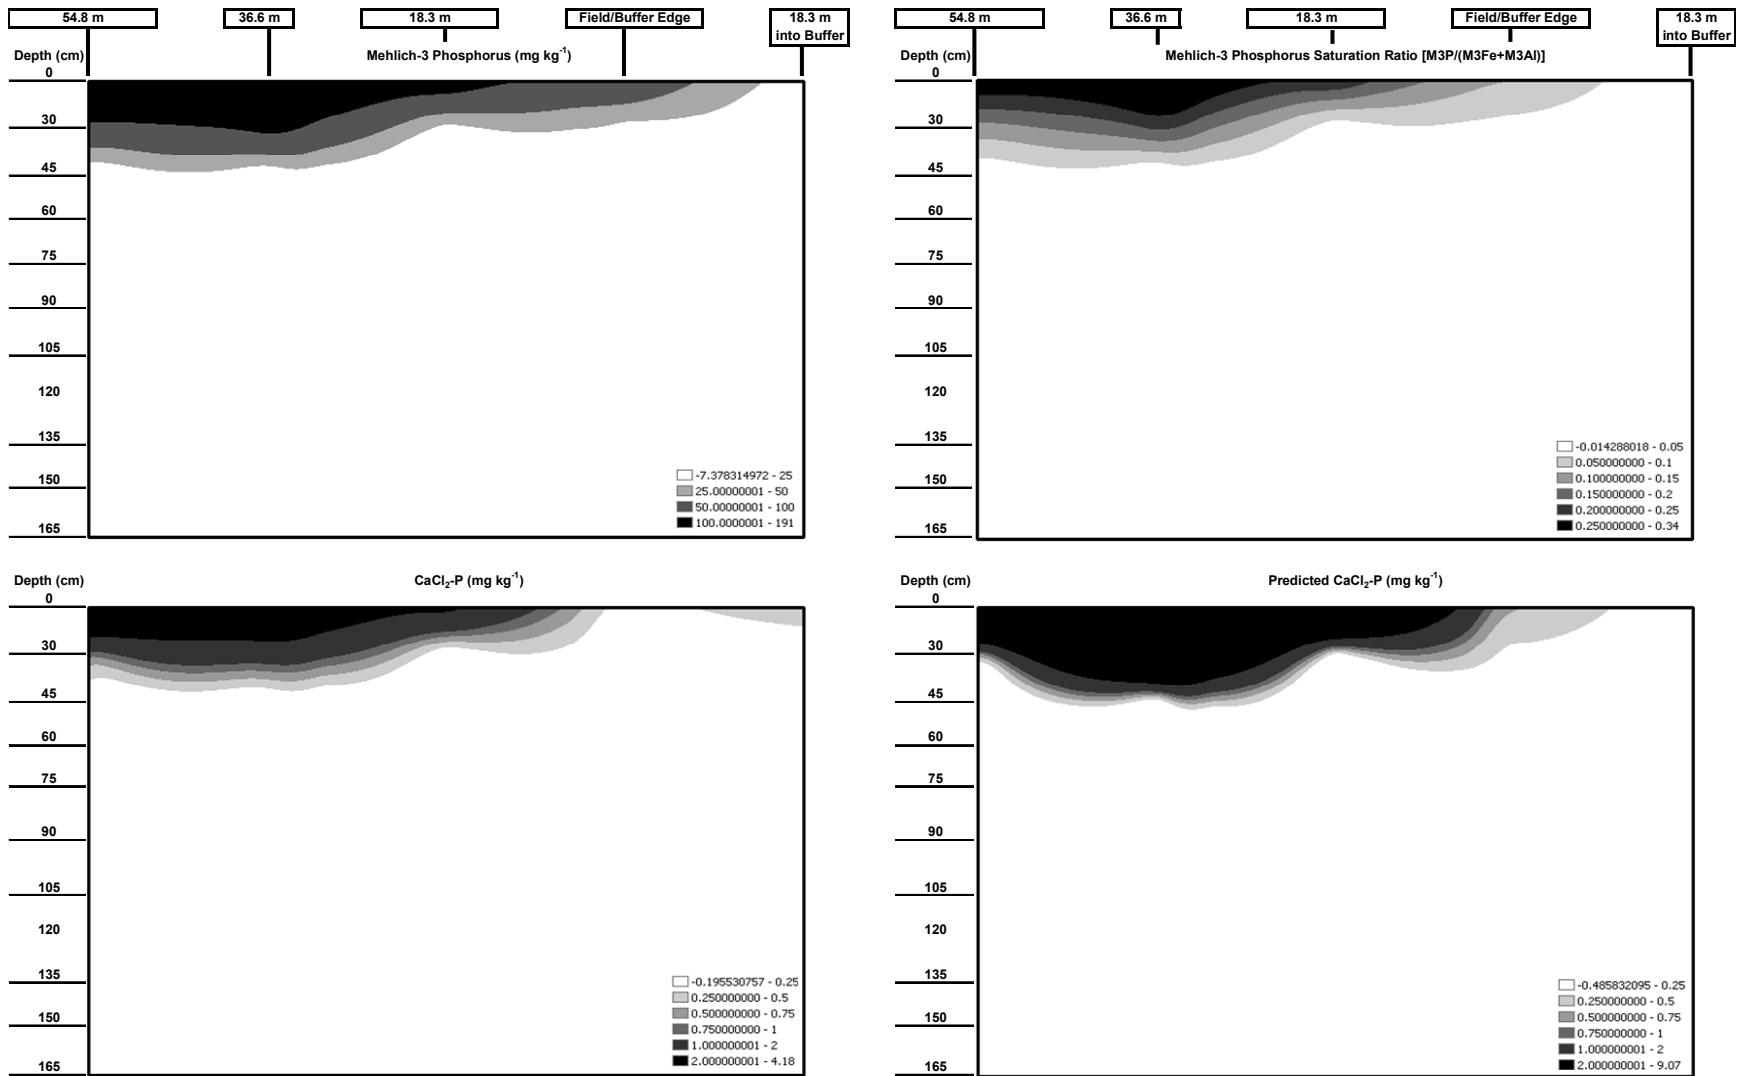 54.8 m
36.6 m
18.3 m
Field/Buffer Edge
18.3 m
into Buffer
Depth (cm)
Mehlich-3 Phosphorus (mg kg⁻¹)
0
30
45
60
75
90
105
120
135
150
165
-7.378314972 - 25
25.00000001 - 50
50.00000001 - 100
100.0000001 - 191
54.8 m
36.6 m
18.3 m
Field/Buffer Edge
18.3 m
into Buffer
Depth (cm)
Mehlich-3 Phosphorus Saturation Ratio [M3P/(M3Fe+M3Al)]
0
30
45
60
75
90
105
120
135
150
165
-0.014288018 - 0.05
0.050000000 - 0.1
0.100000000 - 0.15
0.150000000 - 0.2
0.200000000 - 0.25
0.250000000 - 0.34
Depth (cm)
CaCl₂-P (mg kg⁻¹)
0
30
45
60
75
90
105
120
135
150
165
-0.195530757 - 0.25
0.250000000 - 0.5
0.500000000 - 0.75
0.750000000 - 1
1.000000001 - 2
2.000000001 - 4.18
Depth (cm)
Predicted CaCl₂-P (mg kg⁻¹)
0
30
45
60
75
90
105
120
135
150
165
-0.485832095 - 0.25
0.250000000 - 0.5
0.500000000 - 0.75
0.750000000 - 1
1.000000001 - 2
2.000000001 - 9.07